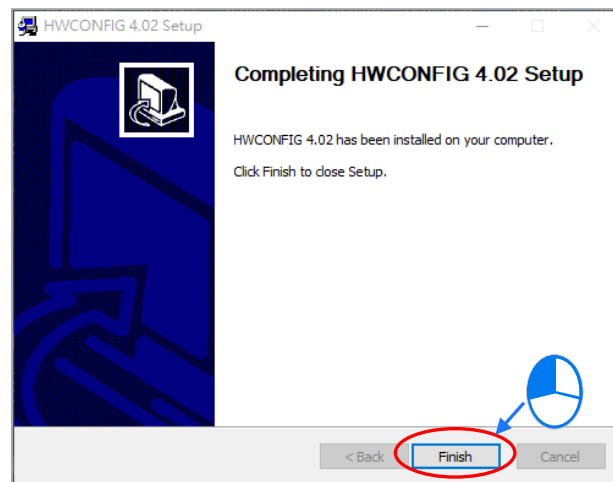 HWCONFIG 4.02 Setup
Completing HWCONFIG 4.02 Setup
HWCONFIG 4.02 has been installed on your computer.
Click Finish to close Setup.
< Back
Finish
Cancel